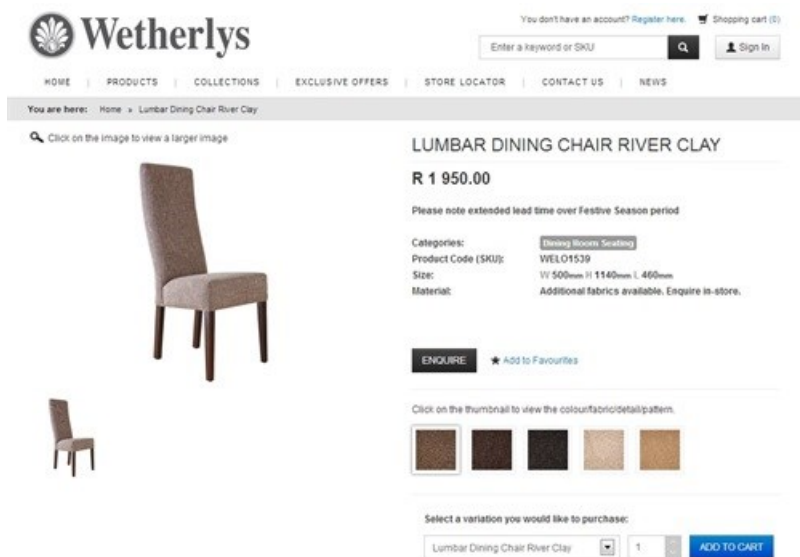 You don't have an account? Register here. Shopping cart (0)
Wetherlys
Enter a keyword or SKU
Sign In
HOME | PRODUCTS | COLLECTIONS | EXCLUSIVE OFFERS | STORE LOCATOR | CONTACT US | NEWS
You are here: Home » Lumbar Dining Chair River Clay
Click on the image to view a larger image
LUMBAR DINING CHAIR RIVER CLAY
R 1 950.00
Please note extended lead time over Festive Season period
Categories: Dining Room Seating
Product Code (SKU): WELO1539
Size: W 500mm H 1140mm L 460mm
Material: Additional fabrics available. Enquire in-store.
ENQUIRE Add to Favourites
Click on the thumbnail to view the colour/fabric/detail/pattern.
Select a variation you would like to purchase:
Lumbar Dining Chair River Clay 1 ADD TO CART